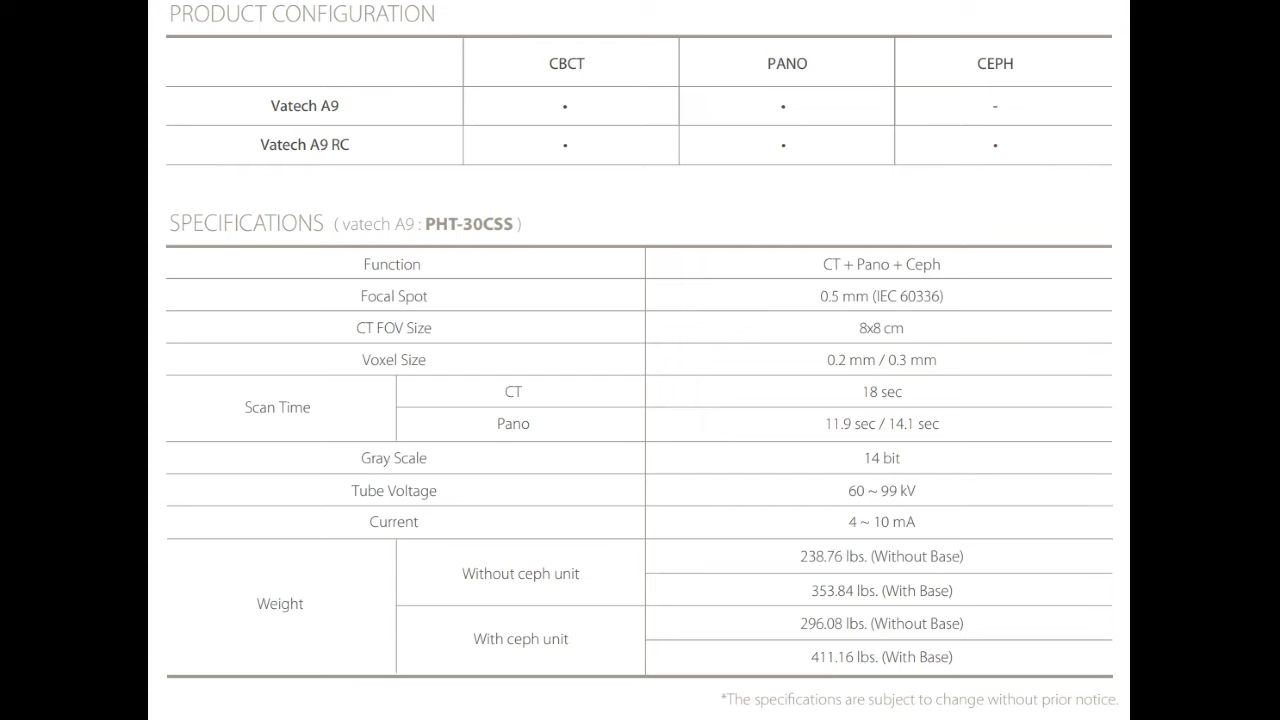 PRODUCT CONFIGURATION
CBCT PANO CEPH
Vatech A9 • • -
Vatech A9 RC • • •
SPECIFICATIONS ( vatech A9 : PHT-30CSS )
Function CT + Pano + Ceph
Focal Spot 0.5 mm (IEC 60336)
CT FOV Size 8x8 cm
Voxel Size 0.2 mm / 0.3 mm
Scan Time CT 18 sec
Pano 11.9 sec / 14.1 sec
Gray Scale 14 bit
Tube Voltage 60 ~ 99 kV
Current 4 ~ 10 mA
Weight Without ceph unit 238.76 lbs. (Without Base)
353.84 lbs. (With Base)
With ceph unit 296.08 lbs. (Without Base)
411.16 lbs. (With Base)
*The specifications are subject to change without prior notice.